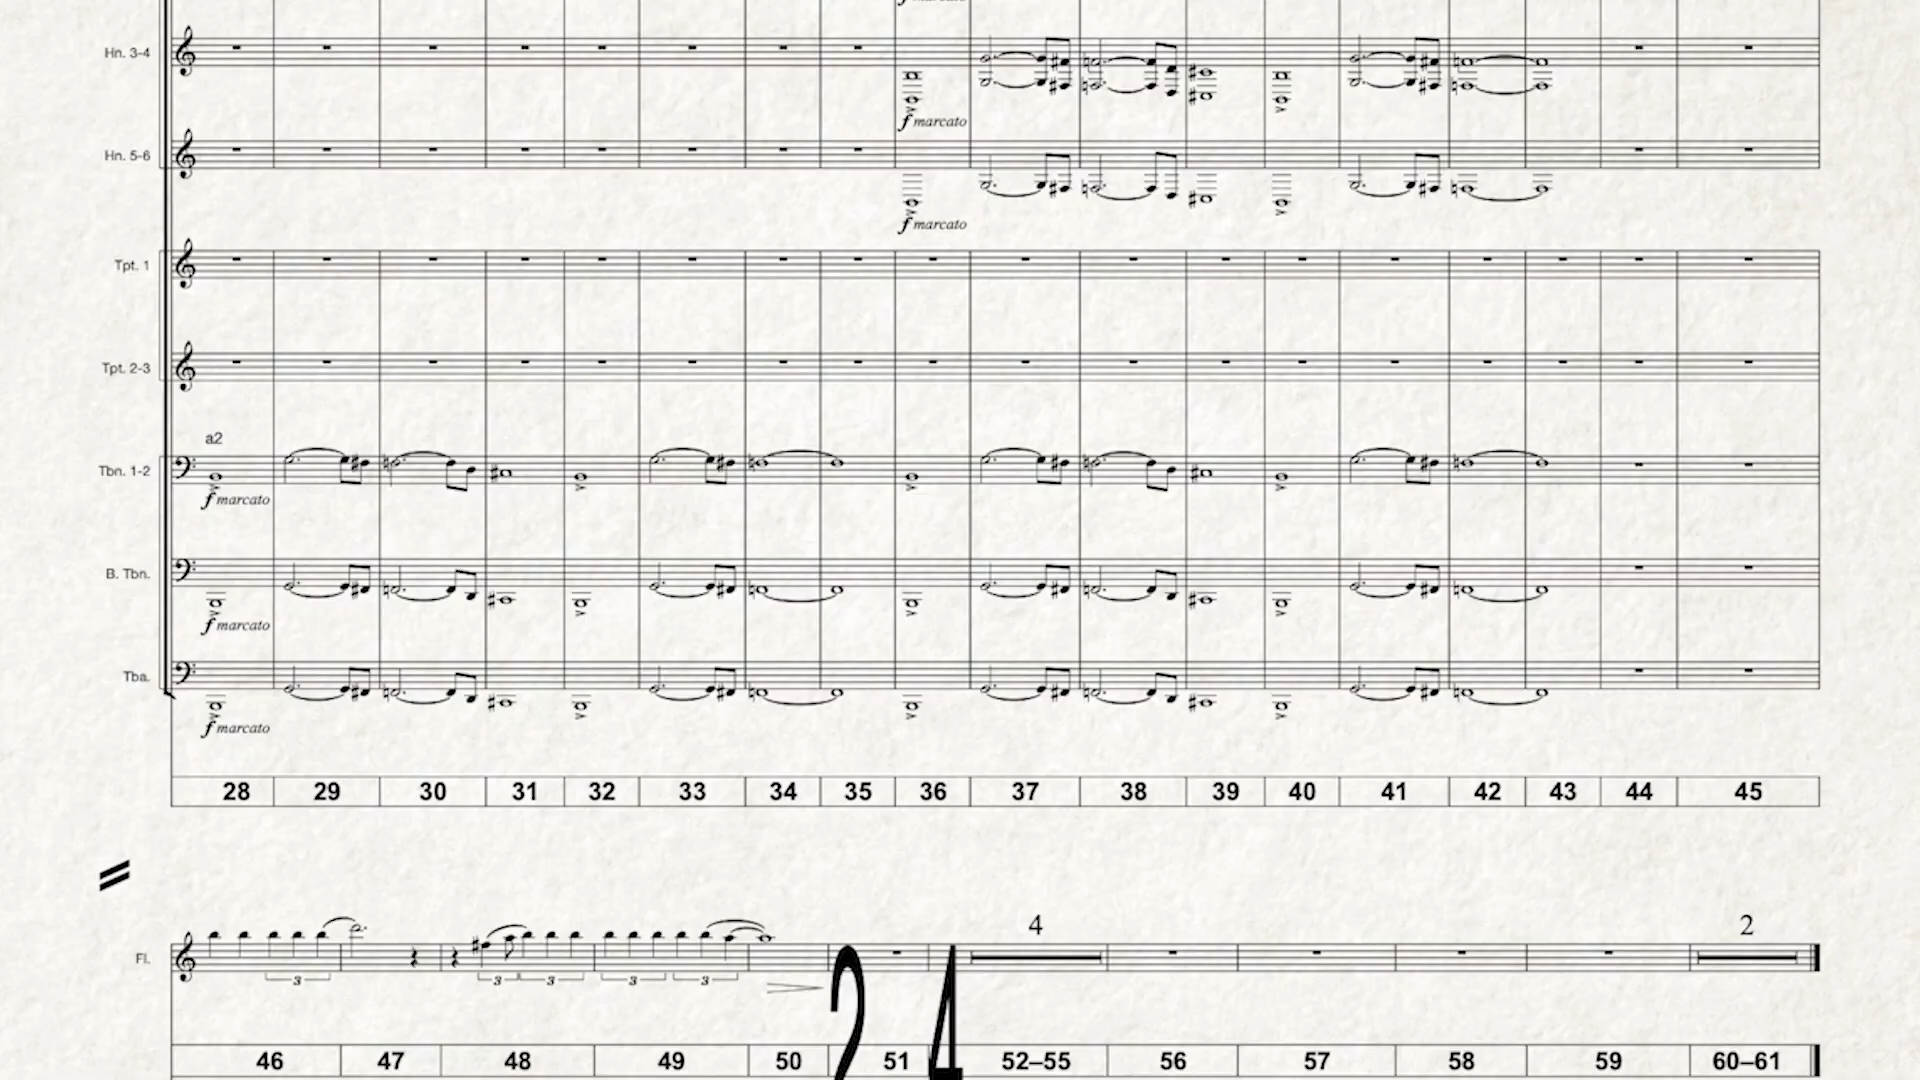 Hn. 3-4
f marcato
Hn. 5-6
f marcato
Tpt. 1
Tpt. 2-3
a2
Tbn. 1-2
f marcato
B. Tbn.
f marcato
Tba.
f marcato
28 29 30 31 32 33 34 35 36 37 38 39 40 41 42 43 44 45
4 2
Fl.
3 3 3 3 3
2 4
46 47 48 49 50 51 52–55 56 57 58 59 60–61